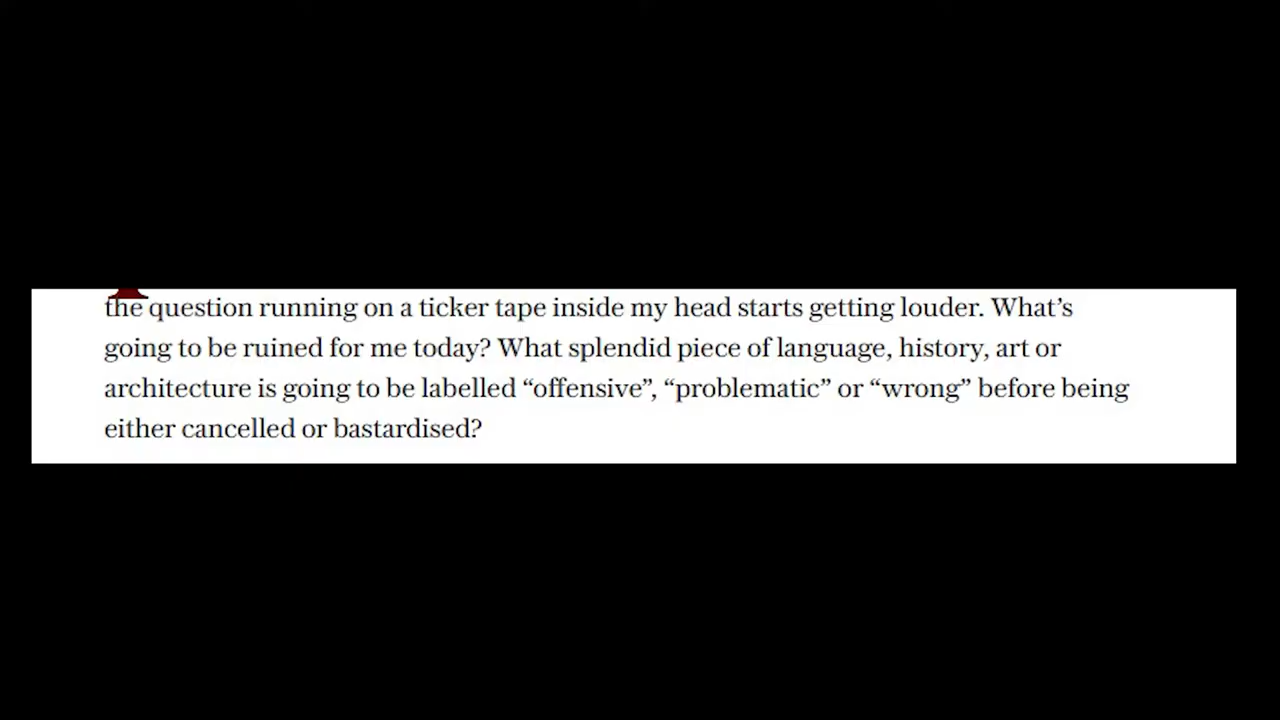 the question running on a ticker tape inside my head starts getting louder. What’s
going to be ruined for me today? What splendid piece of language, history, art or
architecture is going to be labelled “offensive”, “problematic” or “wrong” before being
either cancelled or bastardised?